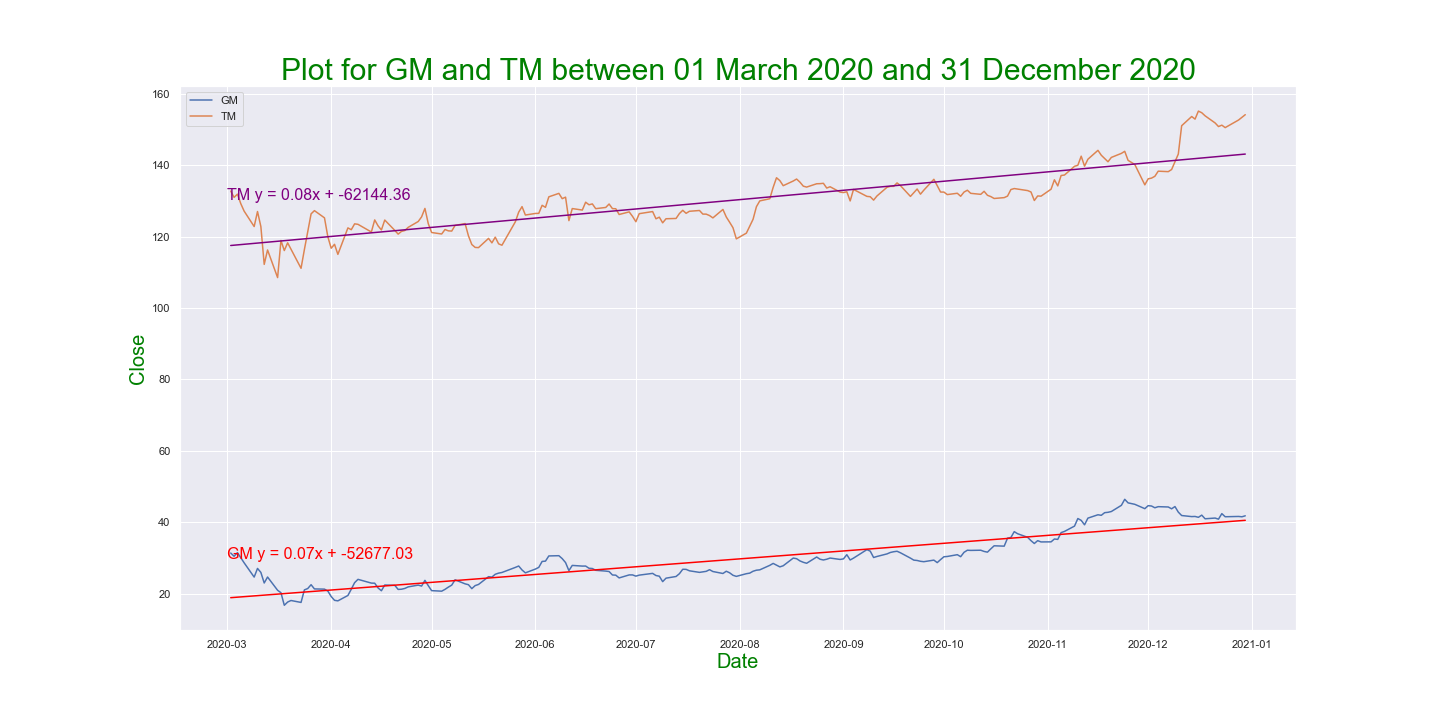 Plot for GM and TM between 01 March 2020 and 31 December 2020
160
GM
TM
140
TM y = 0.08x + -62144.36
120
100
Close
80
60
40
GM y = 0.07x + -52677.03
20
2020-03 2020-04 2020-05 2020-06 2020-07 2020-08 2020-09 2020-10 2020-11 2020-12 2021-01
Date